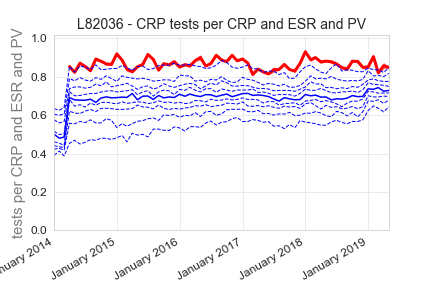 L82036 - CRP tests per CRP and ESR and PV
tests per CRP and ESR and PV
1.0
0.8
0.6
0.4
0.2
0.0
2014
January 2015
January 2016
January 2017
January 2018
January 2019